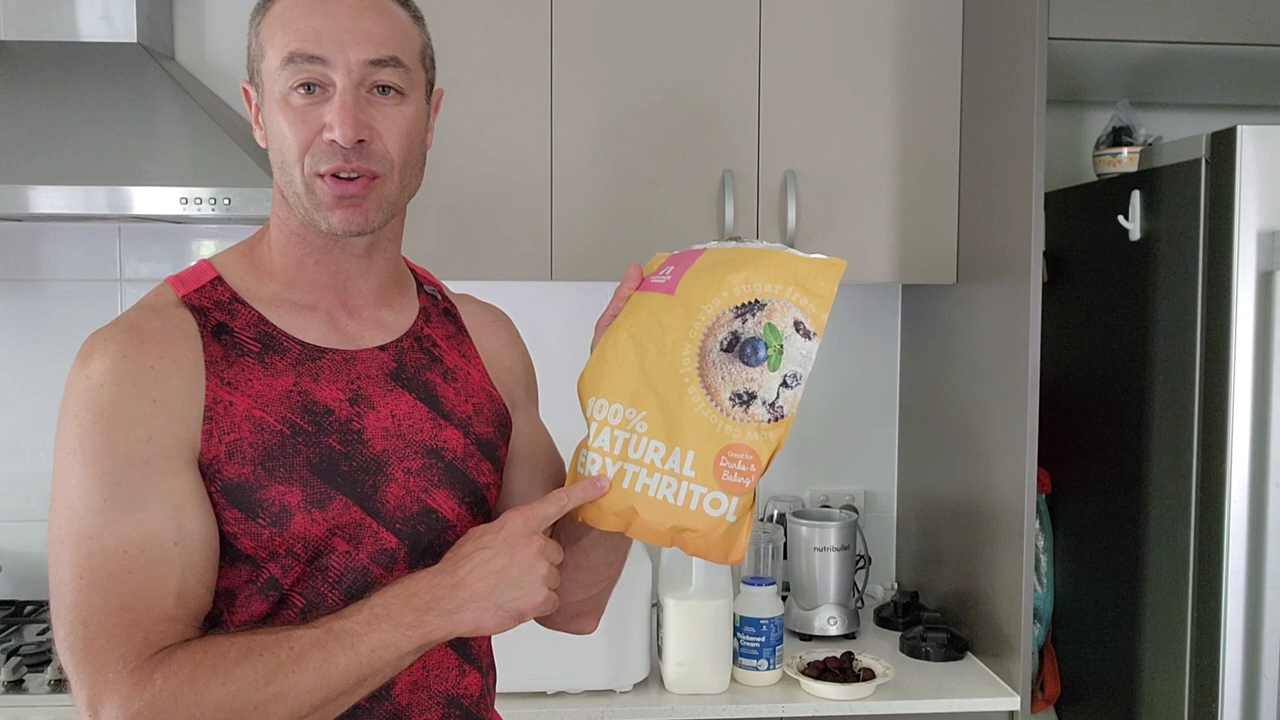 low carbs • sugar free
low calories
100%
NATURAL
ERYTHRITOL
Great for
Drinks &
Baking!
nutribullet
Thickened
Cream